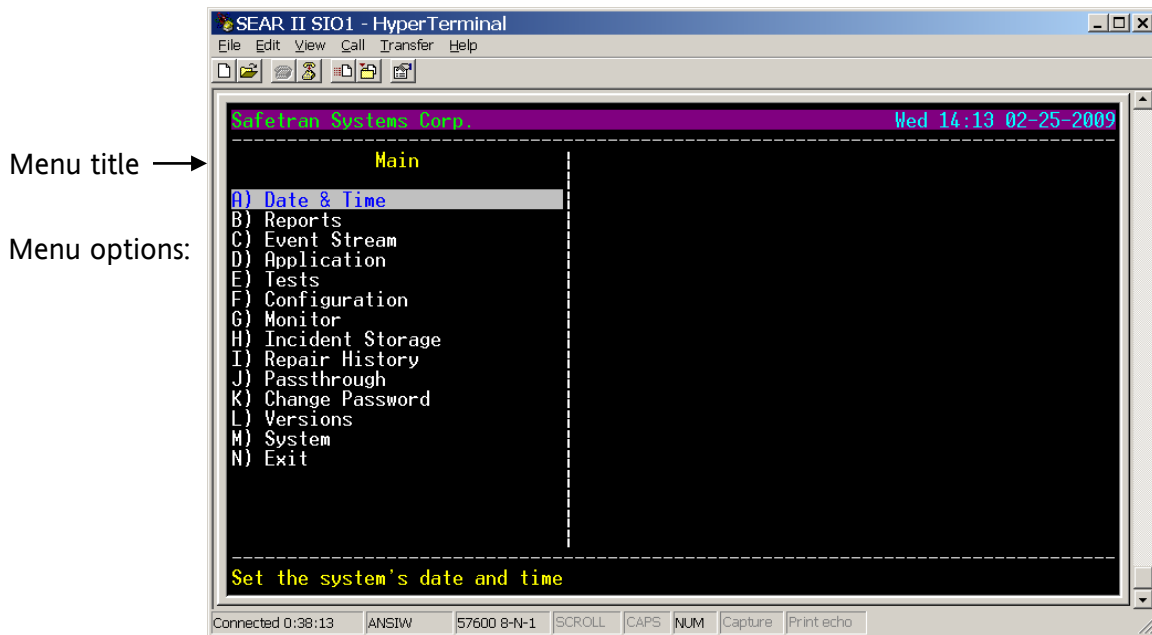 SEAR II SIO1 - HyperTerminal
File Edit View Call Transfer Help
Safetran Systems Corp. Wed 14:13 02-25-2009
Menu title
Main
A) Date & Time
B) Reports
Menu options:
C) Event Stream
D) Application
E) Tests
F) Configuration
G) Monitor
H) Incident Storage
I) Repair History
J) Passthrough
K) Change Password
L) Versions
M) System
N) Exit
Set the system's date and time
Connected 0:38:13 ANSIW 57600 8-N-1 SCROLL CAPS NUM Capture Print echo